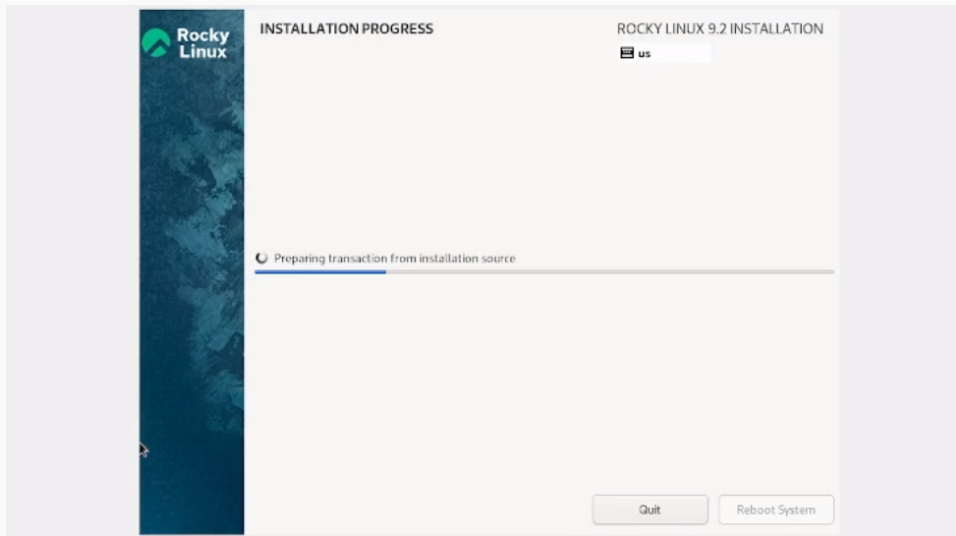 Rocky
Linux
INSTALLATION PROGRESS
ROCKY LINUX 9.2 INSTALLATION
us
Preparing transaction from installation source
Quit
Reboot System